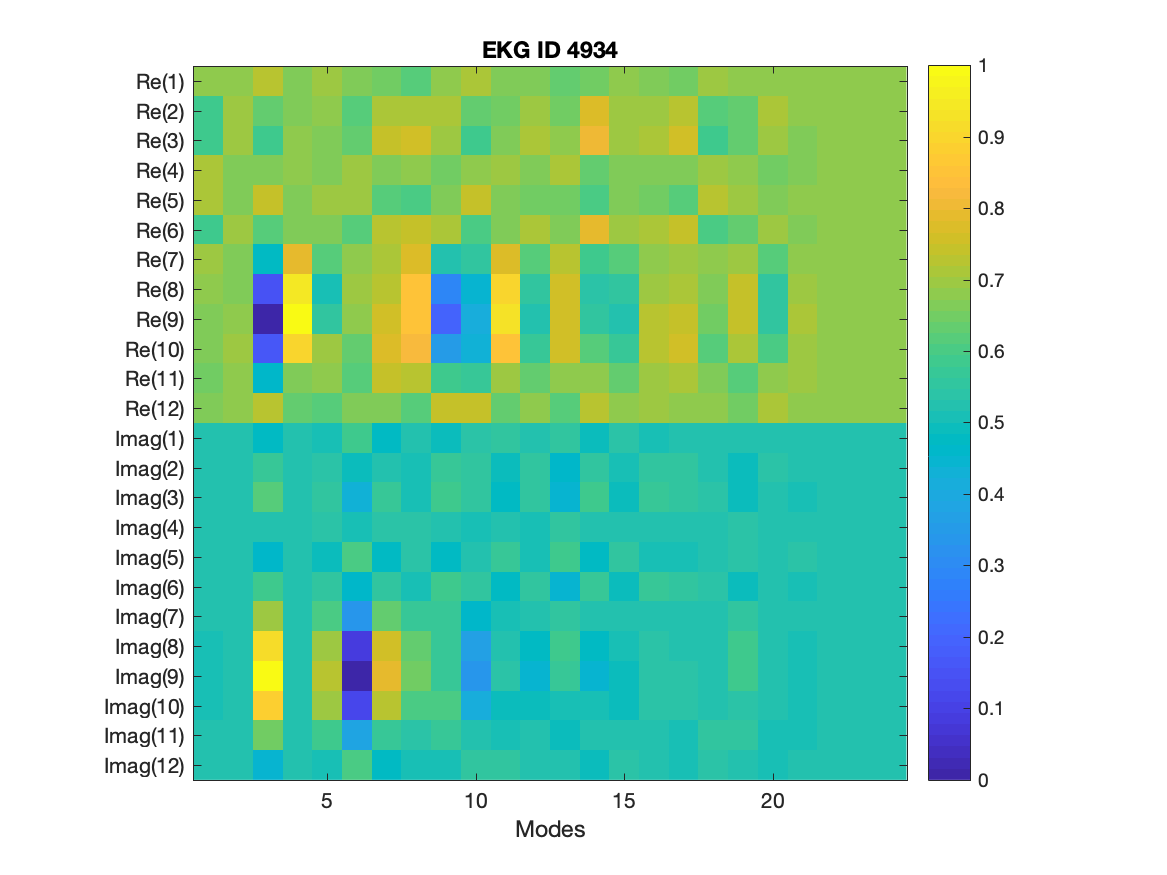 EKG ID 4934
Re(1)
Re(2)
Re(3)
Re(4)
Re(5)
Re(6)
Re(7)
Re(8)
Re(9)
Re(10)
Re(11)
Re(12)
Imag(1)
Imag(2)
Imag(3)
Imag(4)
Imag(5)
Imag(6)
Imag(7)
Imag(8)
Imag(9)
Imag(10)
Imag(11)
Imag(12)
5 10 15 20
Modes
1
0.9
0.8
0.7
0.6
0.5
0.4
0.3
0.2
0.1
0